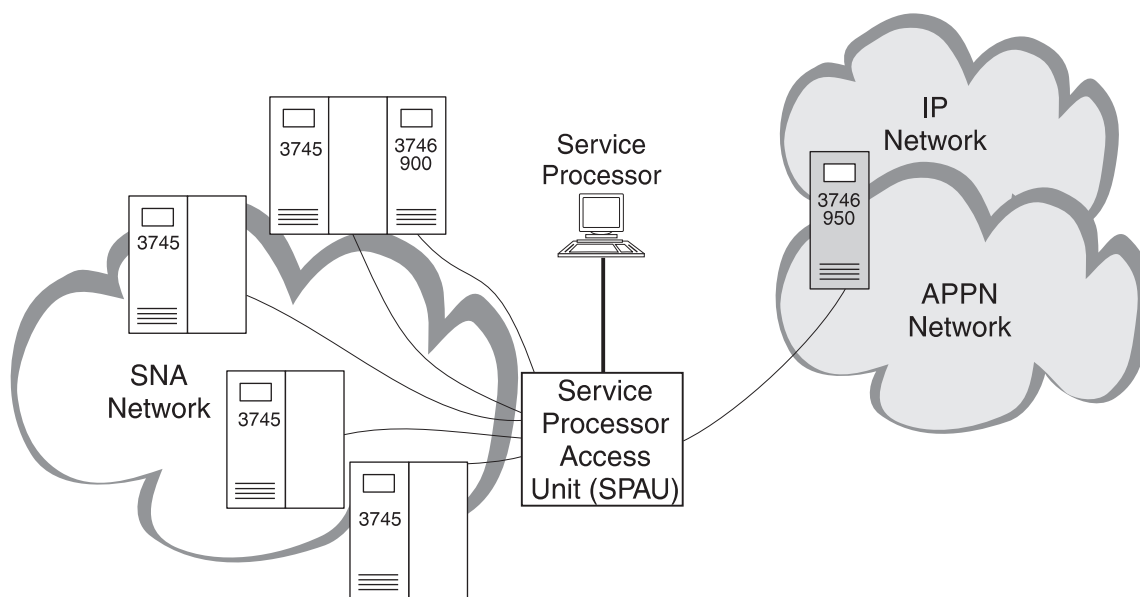 3745
3746
900
Service
Processor
IP
Network
3745
3746
950
APPN
Network
SNA
Network
3745
Service
Processor
Access
Unit (SPAU)
3745